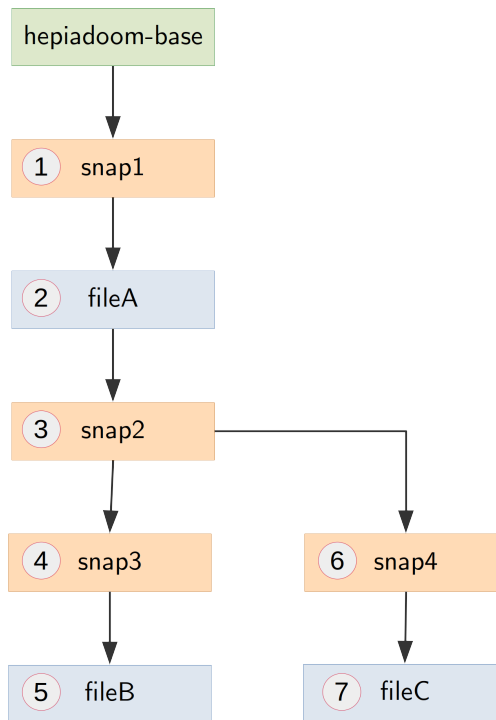 hepiadoom-base
1 snap1
2 fileA
3 snap2
4 snap3
6 snap4
5 fileB
7 fileC